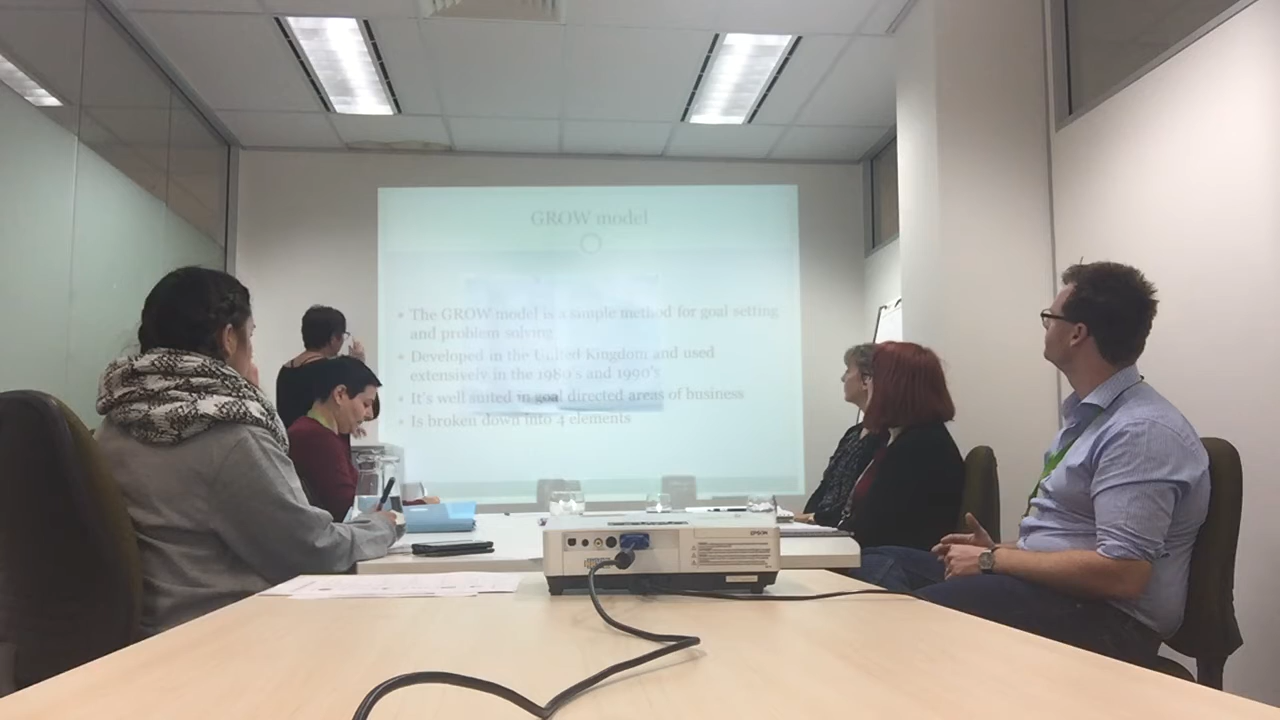 GROW model
• The GROW model is a simple method for goal setting
and problem solving
• Developed in the United Kingdom and used
extensively in the 1980's and 1990's
• It's well suited in goal directed areas of business
• Is broken down into 4 elements
EPSON